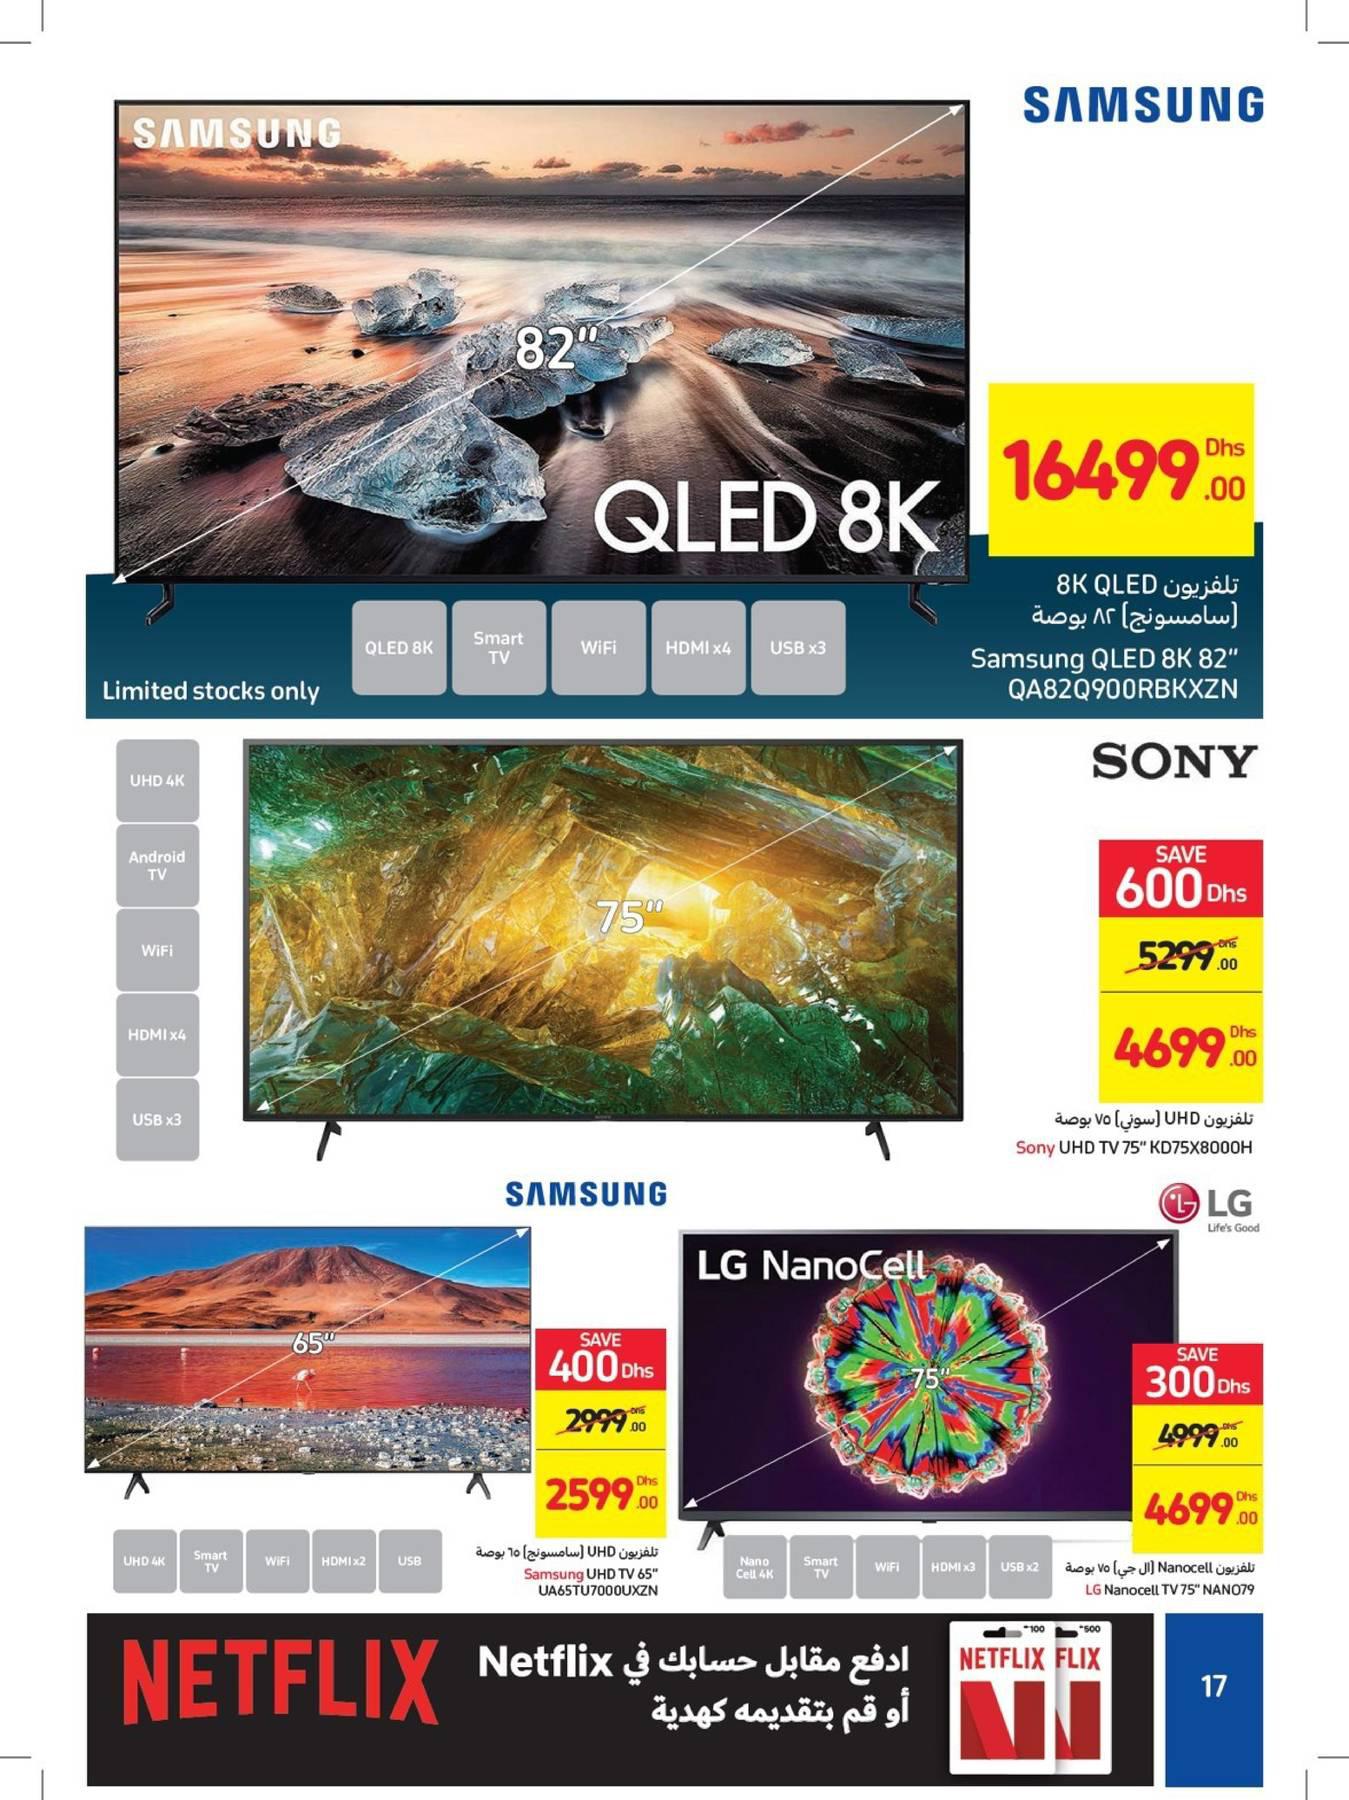 SAMSUNG
SAMSUNG
82"
QLED 8K
16499 Dhs .00
تلفزيون 8K QLED
(سامسونج) ٨٢ بوصة
Samsung QLED 8K 82"
QA82Q900RBKXZN
QLED 8K
Smart TV
WiFi
HDMI x4
USB x3
Limited stocks only
SONY
UHD 4K
Android TV
WiFi
HDMI x4
USB x3
75"
SAVE
600 Dhs
5299 Dhs .00
4699 Dhs .00
تلفزيون UHD (سوني) ٧٥ بوصة
Sony UHD TV 75" KD75X8000H
SAMSUNG
65"
SAVE
400 Dhs
2999 Dhs .00
2599 Dhs .00
UHD 4K
Smart TV
WiFi
HDMI x2
USB
تلفزيون UHD (سامسونج) ٦٥ بوصة
Samsung UHD TV 65"
UA65TU7000UXZN
LG
Life's Good
LG NanoCell
75"
SAVE
300 Dhs
4999 Dhs .00
4699 Dhs .00
Nano Cell 4K
Smart TV
WiFi
HDMI x3
USB x2
تلفزيون Nanocell (ال جي) ٧٥ بوصة
LG Nanocell TV 75" NANO79
NETFLIX
ادفع مقابل حسابك في Netflix
أو قم بتقديمه كهدية
100
NETFLIX
500
FLIX
17